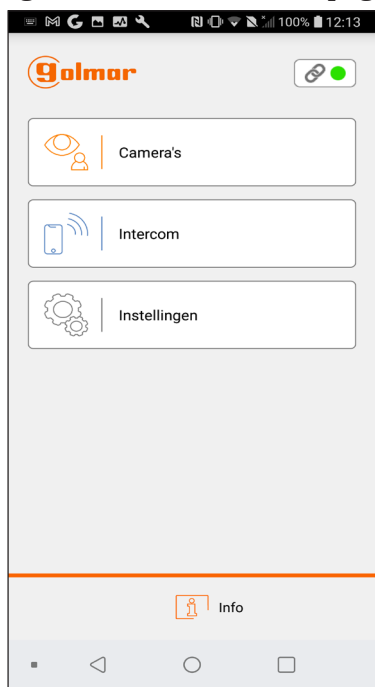 100% 12:13
golmar
Camera's
Intercom
Instellingen
Info